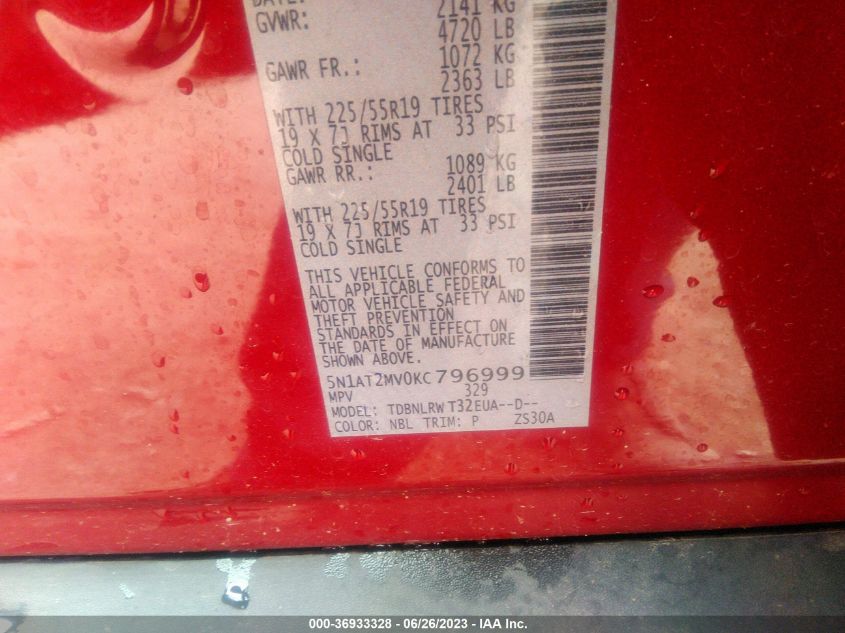 DATE:
2141 KG
GVWR: 4720 LB
1072 KG
GAWR FR.: 2363 LB
WITH 225/55R19 TIRES
19 X 7J RIMS AT 33 PSI
COLD SINGLE
1089 KG
GAWR RR.: 2401 LB
WITH 225/55R19 TIRES
19 X 7J RIMS AT 33 PSI
COLD SINGLE
THIS VEHICLE CONFORMS TO
ALL APPLICABLE FEDERAL
MOTOR VEHICLE SAFETY AND
THEFT PREVENTION
STANDARDS IN EFFECT ON
THE DATE OF MANUFACTURE
SHOWN ABOVE.
5N1AT2MV0KC796999
MPV 329
MODEL: TDBNLRW T32EUA--D--
COLOR: NBL TRIM: P ZS30A
000-36933328 - 06/26/2023 - IAA Inc.